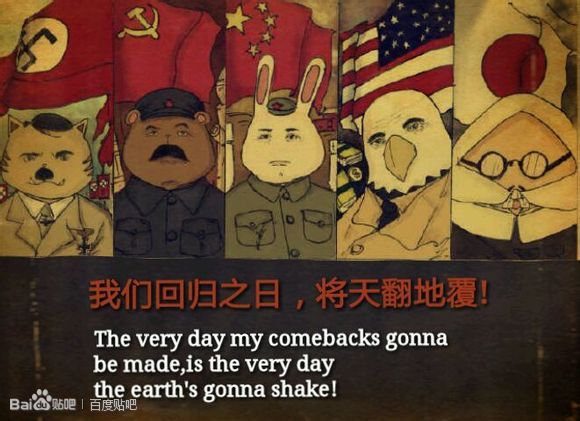 我们回归之日，将天翻地覆!
The very day my comebacks gonna
be made,is the very day
the earth's gonna shake!
Bai贴吧 | 百度贴吧